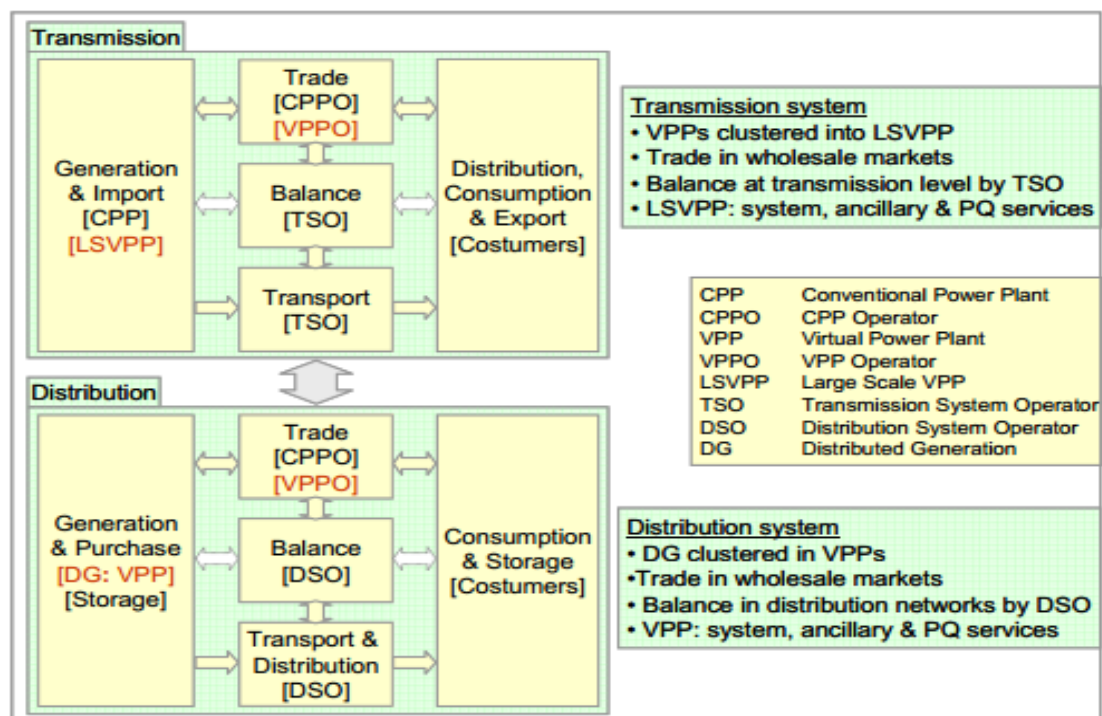 Transmission
Generation
& Import
[CPP]
[LSVPP]
Trade
[CPPO]
[VPPO]
Balance
[TSO]
Transport
[TSO]
Distribution,
Consumption
& Export
[Costumers]
Transmission system
• VPPs clustered into LSVPP
• Trade in wholesale markets
• Balance at transmission level by TSO
• LSVPP: system, ancillary & PQ services
CPP Conventional Power Plant
CPPO CPP Operator
VPP Virtual Power Plant
VPPO VPP Operator
LSVPP Large Scale VPP
TSO Transmission System Operator
DSO Distribution System Operator
DG Distributed Generation
Distribution
Generation
& Purchase
[DG: VPP]
[Storage]
Trade
[CPPO]
[VPPO]
Balance
[DSO]
Transport &
Distribution
[DSO]
Consumption
& Storage
[Costumers]
Distribution system
• DG clustered in VPPs
•Trade in wholesale markets
• Balance in distribution networks by DSO
• VPP: system, ancillary & PQ services